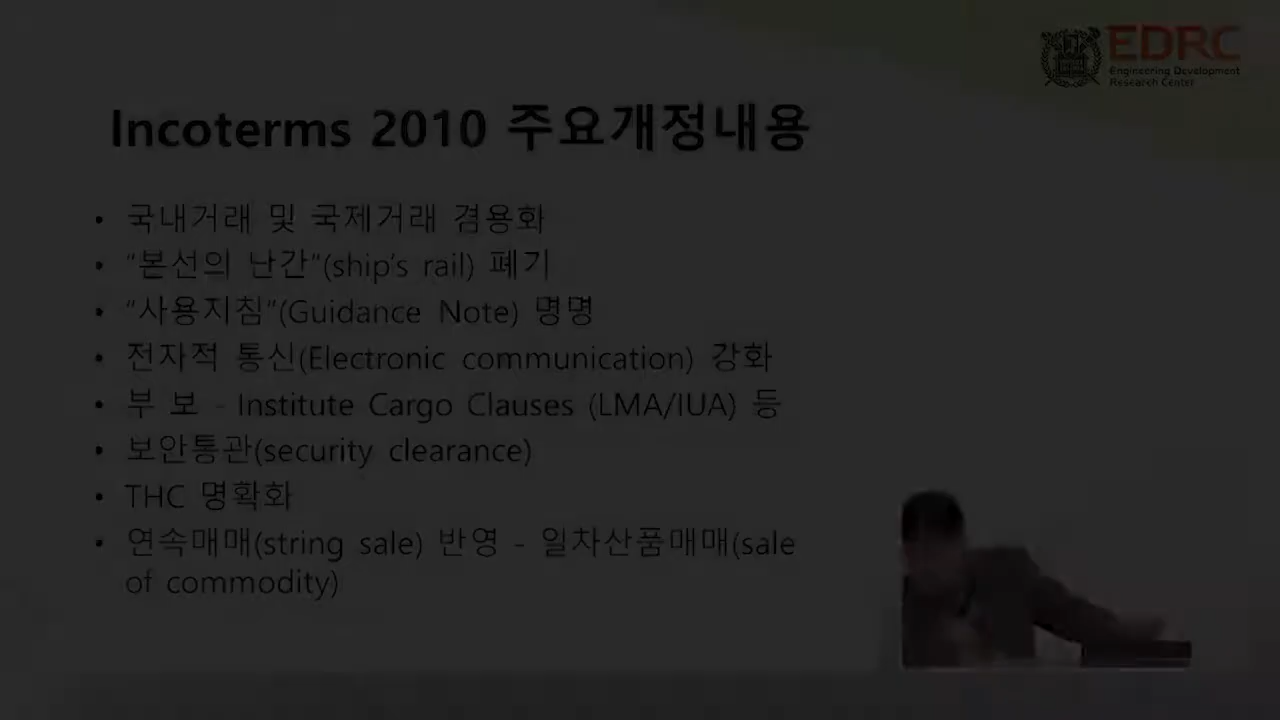 EDRC
Engineering Development
Research Center
Incoterms 2010 주요개정내용
• 국내거래 및 국제거래 겸용화
• “본선의 난간”(ship's rail) 폐기
• “사용지침”(Guidance Note) 명명
• 전자적 통신(Electronic communication) 강화
• 부 보 - Institute Cargo Clauses (LMA/IUA) 등
• 보안통관(security clearance)
• THC 명확화
• 연속매매(string sale) 반영 - 일차산품매매(sale
of commodity)